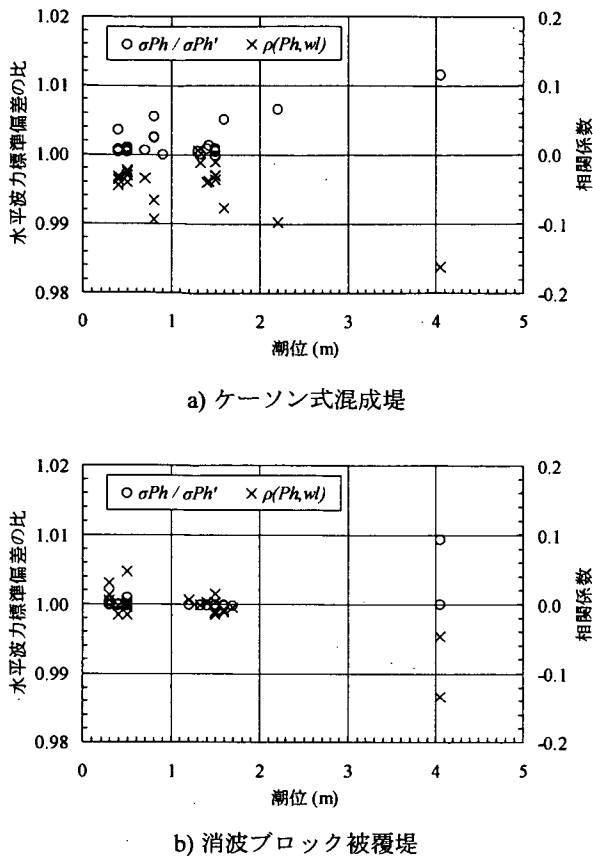 1.02
1.01
1.00
0.99
0.98
0.2
0.1
0.0
-0.1
-0.2
0 1 2 3 4 5
水平波力標準偏差の比
相関係数
σPh / σPh' ρ(Ph,wl)
潮位 (m)
a) ケーソン式混成堤
1.02
1.01
1.00
0.99
0.98
0.2
0.1
0.0
-0.1
-0.2
0 1 2 3 4 5
水平波力標準偏差の比
相関係数
σPh / σPh' ρ(Ph,wl)
潮位 (m)
b) 消波ブロック被覆堤